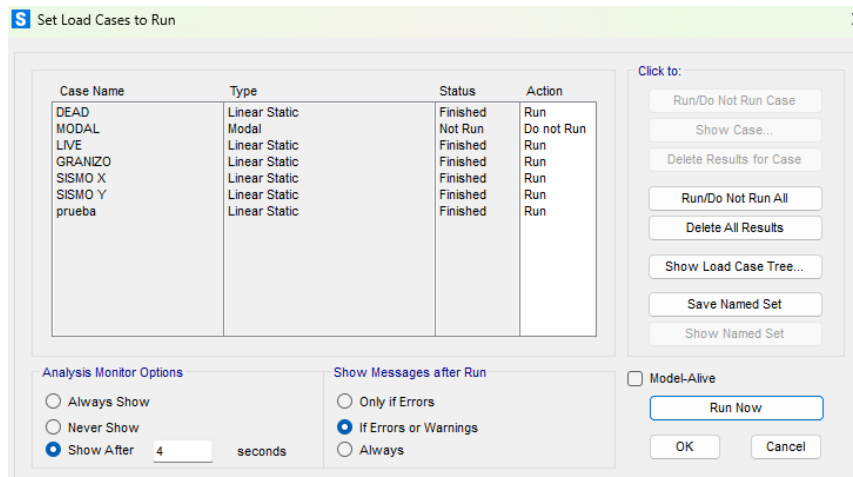 S Set Load Cases to Run
Click to:
Case Name Type Status Action
DEAD Linear Static Finished Run
MODAL Modal Not Run Do not Run
LIVE Linear Static Finished Run
GRANIZO Linear Static Finished Run
SISMO X Linear Static Finished Run
SISMO Y Linear Static Finished Run
prueba Linear Static Finished Run
Run/Do Not Run Case
Show Case...
Delete Results for Case
Run/Do Not Run All
Delete All Results
Show Load Case Tree...
Save Named Set
Show Named Set
Analysis Monitor Options
Always Show
Never Show
Show After 4 seconds
Show Messages after Run
Only if Errors
If Errors or Warnings
Always
Model-Alive
Run Now
OK Cancel